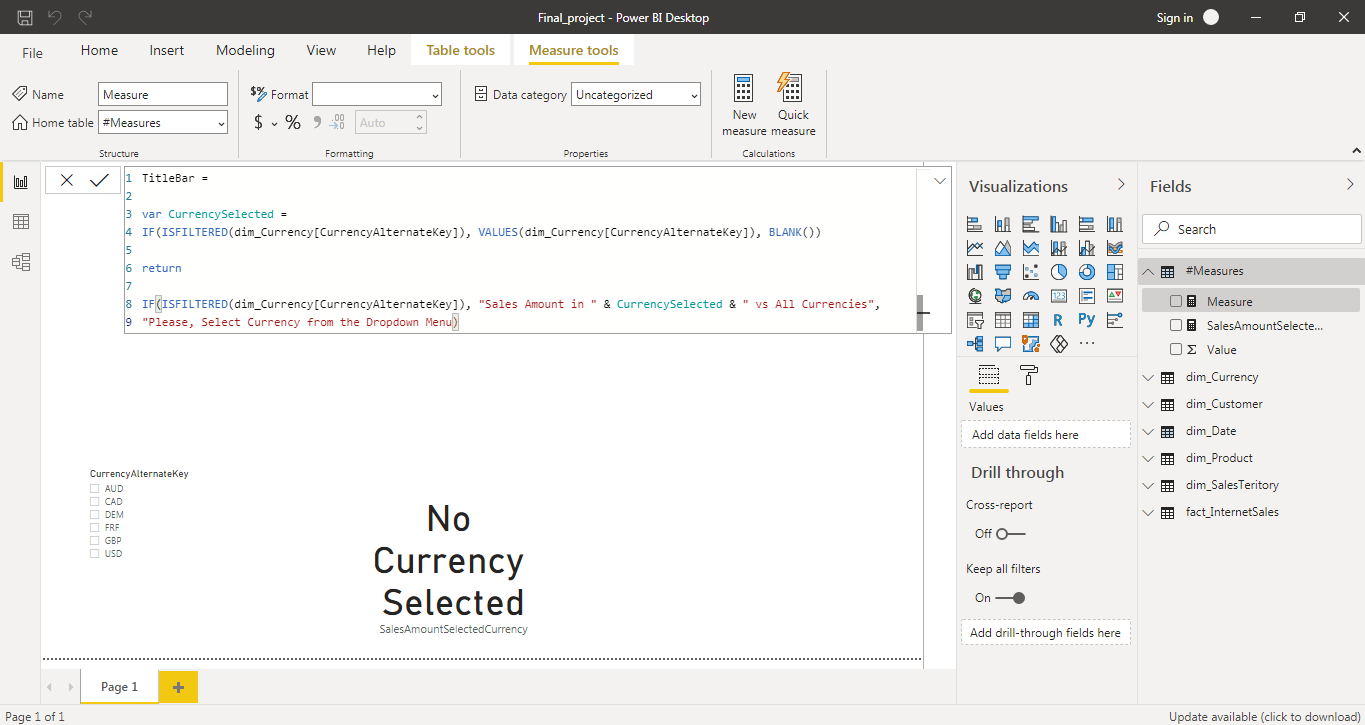 Final_project - Power BI Desktop
Sign in
File
Home
Insert
Modeling
View
Help
Table tools
Measure tools
Name
Measure
Home table
#Measures
Structure
Format
$
%
Auto
Formatting
Data category
Uncategorized
Properties
New measure
Quick measure
Calculations
1 TitleBar =
2
3 var CurrencySelected =
4 IF(ISFILTERED(dim_Currency[CurrencyAlternateKey]), VALUES(dim_Currency[CurrencyAlternateKey]), BLANK())
5
6 return
7
8 IF(ISFILTERED(dim_Currency[CurrencyAlternateKey]), "Sales Amount in " & CurrencySelected & " vs All Currencies",
9 "Please, Select Currency from the Dropdown Menu)
CurrencyAlternateKey
AUD
CAD
DEM
FRF
GBP
USD
No
Currency
Selected
SalesAmountSelectedCurrency
Page 1
Page 1 of 1
Visualizations
123
R
Py
Values
Add data fields here
Drill through
Cross-report
Off
Keep all filters
On
Add drill-through fields here
Fields
Search
#Measures
Measure
SalesAmountSelecte...
Value
dim_Currency
dim_Customer
dim_Date
dim_Product
dim_SalesTeritory
fact_InternetSales
Update available (click to download)